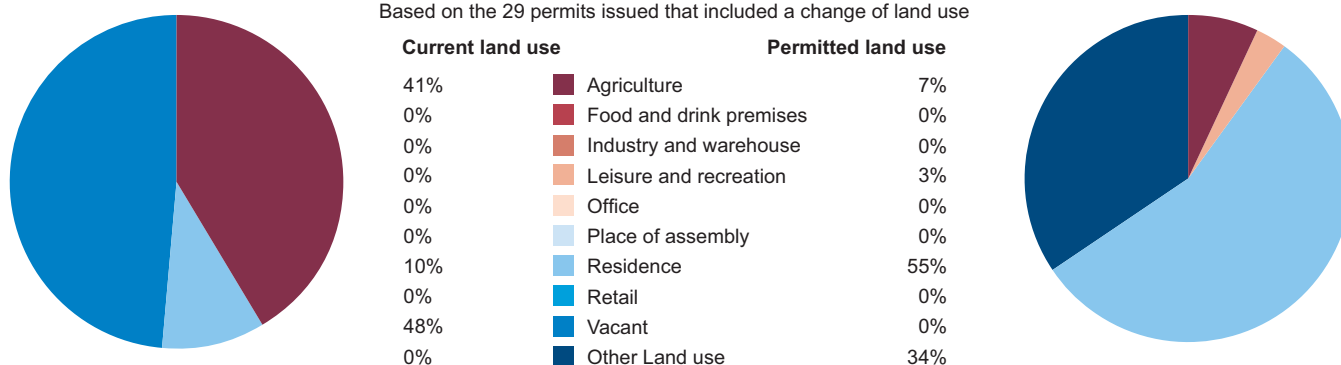 Based on the 29 permits issued that included a change of land use
Current land use Permitted land use
41% Agriculture 7%
0% Food and drink premises 0%
0% Industry and warehouse 0%
0% Leisure and recreation 3%
0% Office 0%
0% Place of assembly 0%
10% Residence 55%
0% Retail 0%
48% Vacant 0%
0% Other Land use 34%